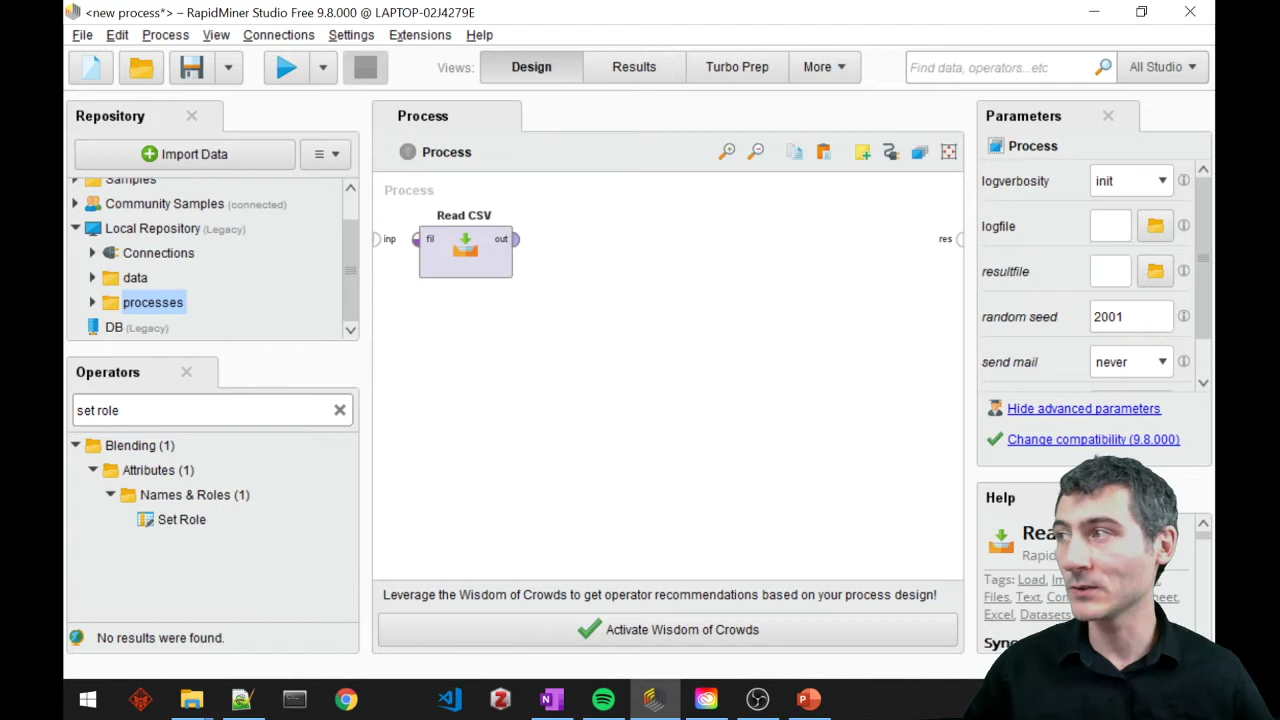 <new process*> – RapidMiner Studio Free 9.8.000 @ LAPTOP-02J4279E
File Edit Process View Connections Settings Extensions Help
Views: Design Results Turbo Prep More Find data, operators...etc All Studio
Repository
Import Data
Samples
Community Samples (connected)
Local Repository (Legacy)
Connections
data
processes
DB (Legacy)
Operators
set role
Blending (1)
Attributes (1)
Names & Roles (1)
Set Role
No results were found.
Process
Process
Process
Read CSV
inp fil out res
Leverage the Wisdom of Crowds to get operator recommendations based on your process design!
Activate Wisdom of Crowds
Parameters
Process
logverbosity init
logfile
resultfile
random seed 2001
send mail never
Hide advanced parameters
Change compatibility (9.8.000)
Help
Tags: Load,
Files, Text,
Excel, Datasets